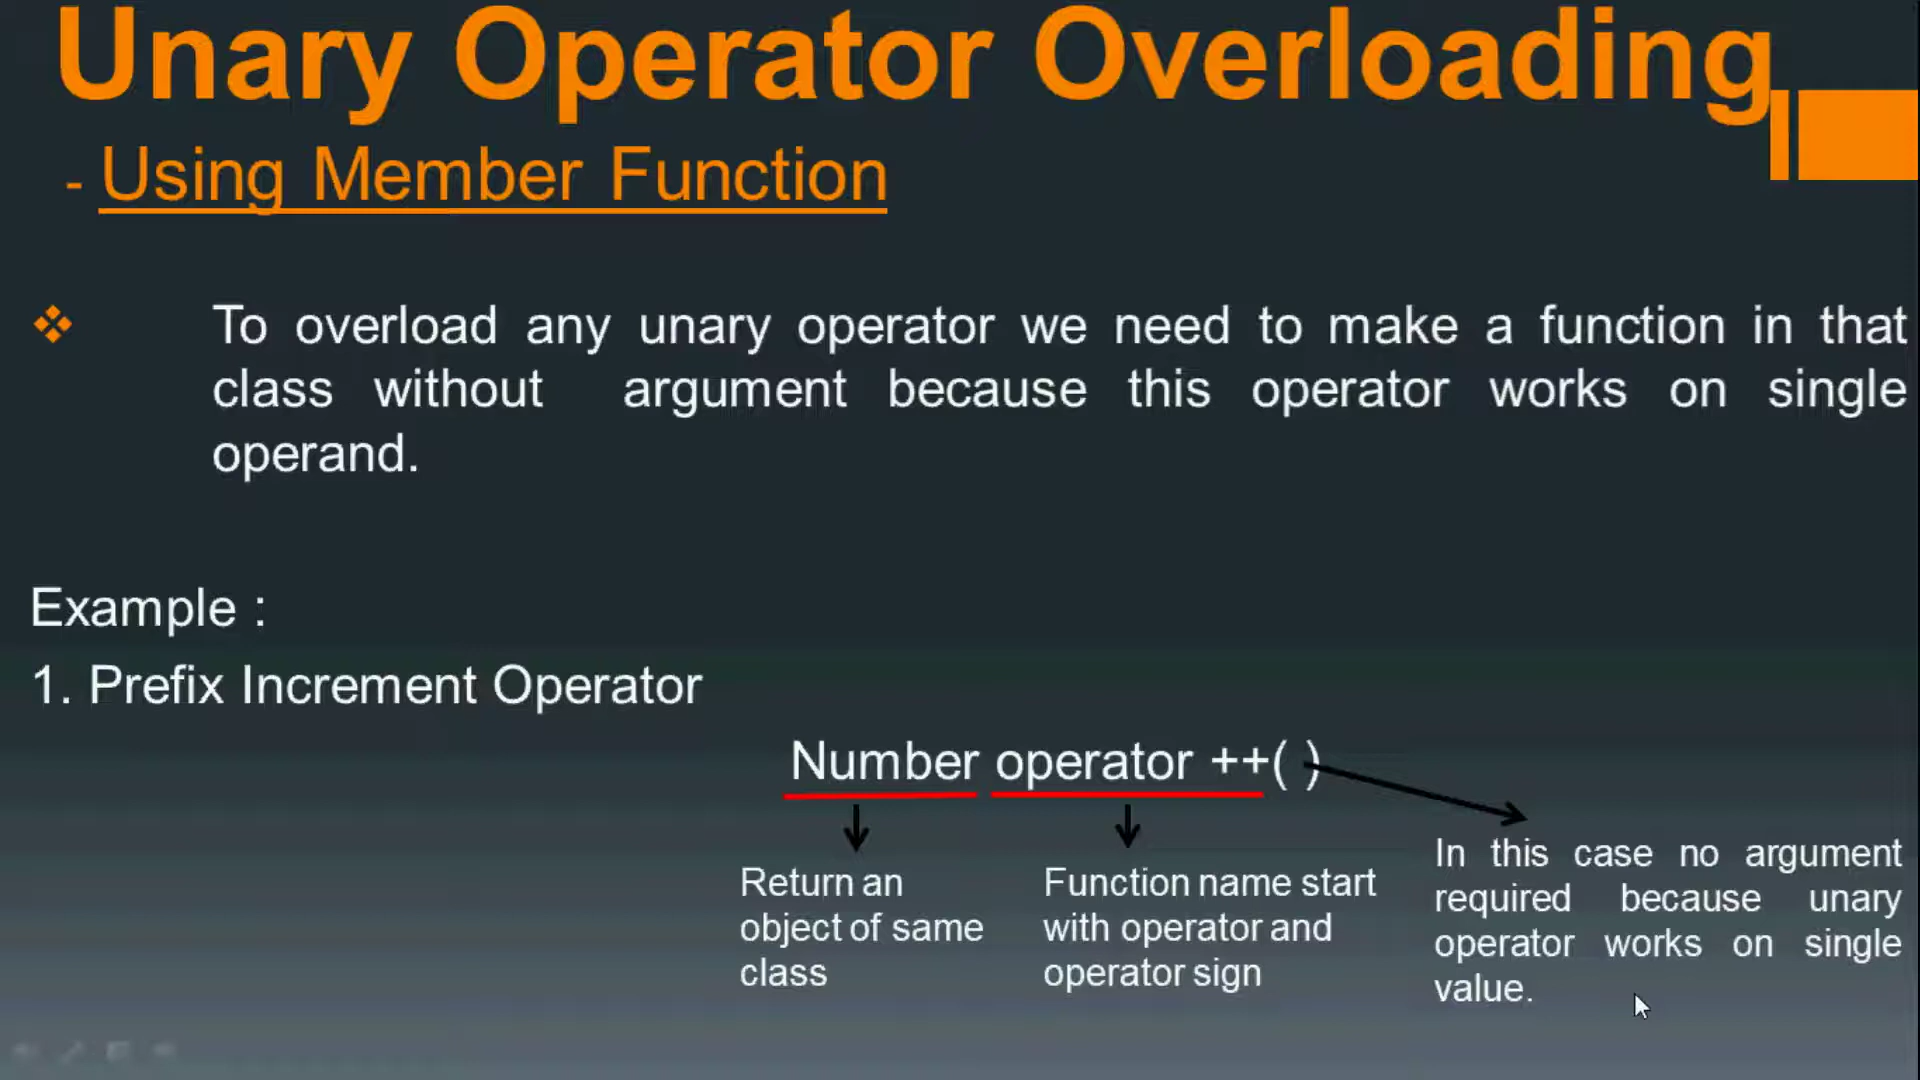 Unary Operator Overloading
- Using Member Function
❖ To overload any unary operator we need to make a function in that
class without argument because this operator works on single
operand.
Example :
1. Prefix Increment Operator
Number operator ++( )
Return an
object of same
class
Function name start
with operator and
operator sign
In this case no argument
required because unary
operator works on single
value.